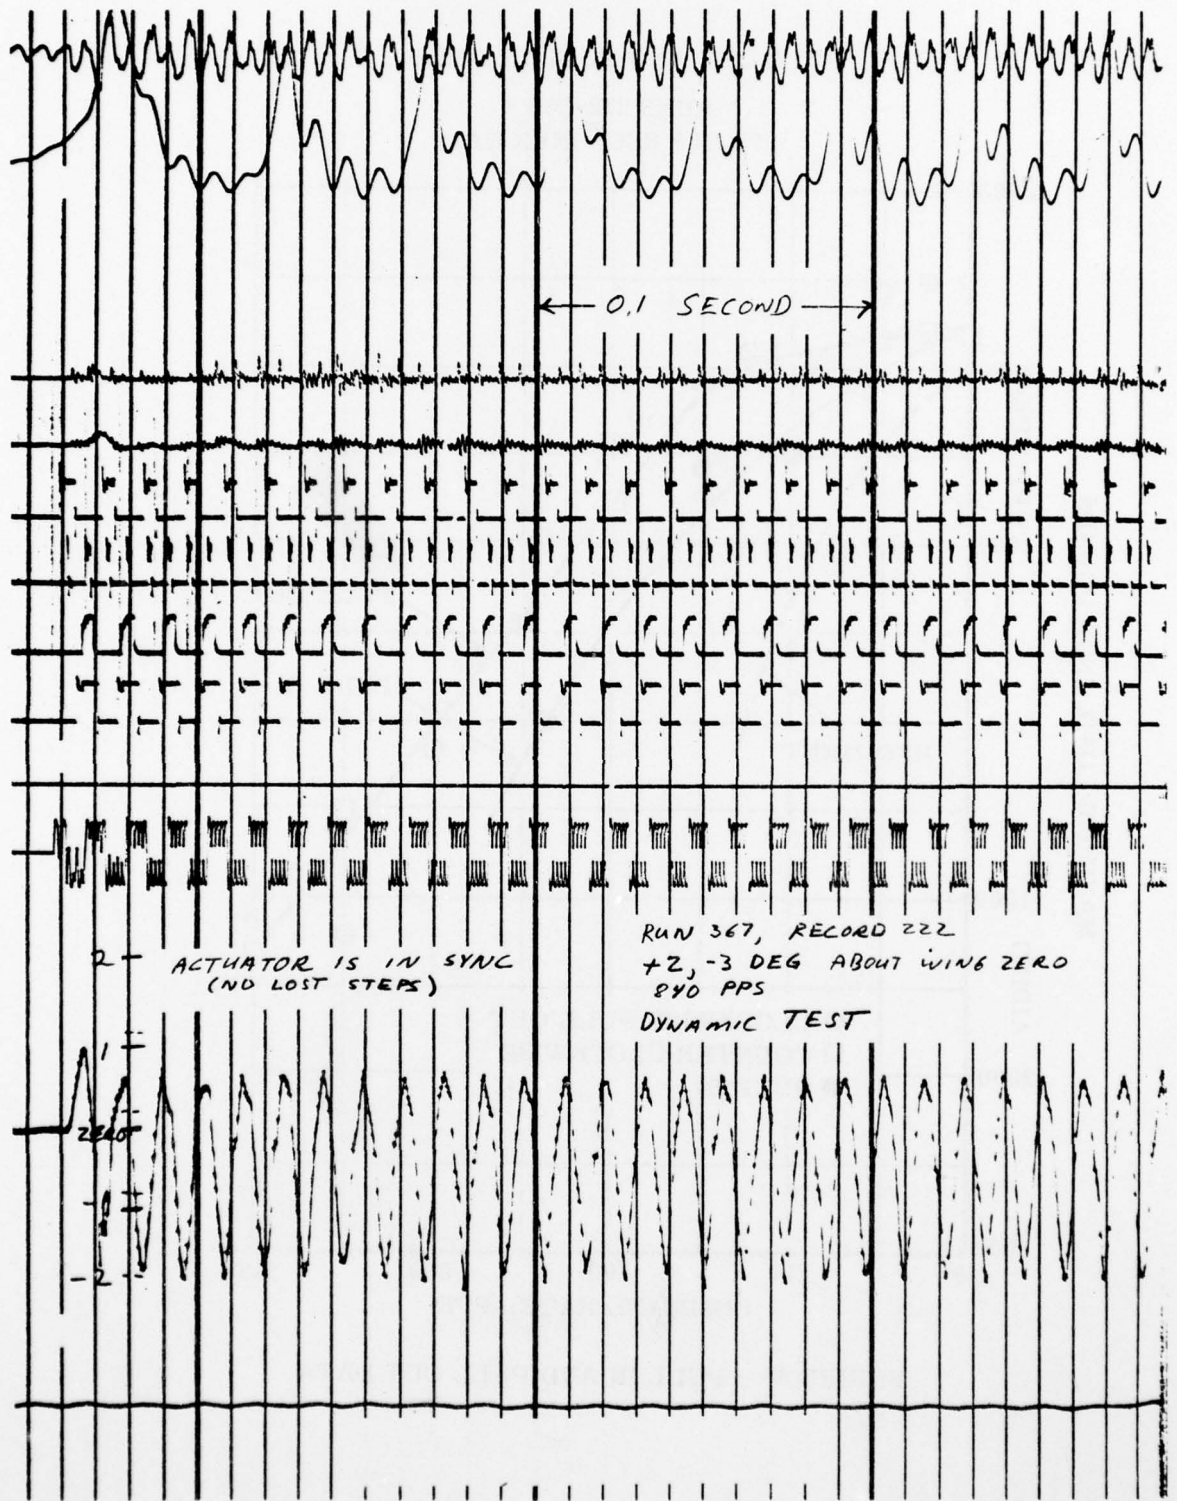 0.1 SECOND
RUN 367, RECORD 222
+2, -3 DEG ABOUT WING ZERO
840 PPS
DYNAMIC TEST
2
ACTUATOR IS IN SYNC
(NO LOST STEPS)
1
ZERO
-2